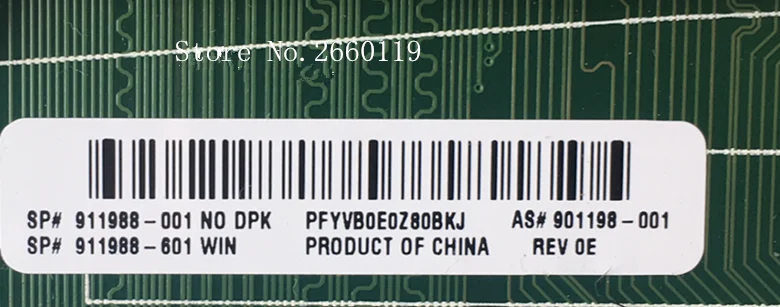 Store No. 2660119
SP# 911988-001 NO DPK PFYVB0E0Z80BKJ AS# 901198-001
SP# 911988-601 WIN PRODUCT OF CHINA REV 0E